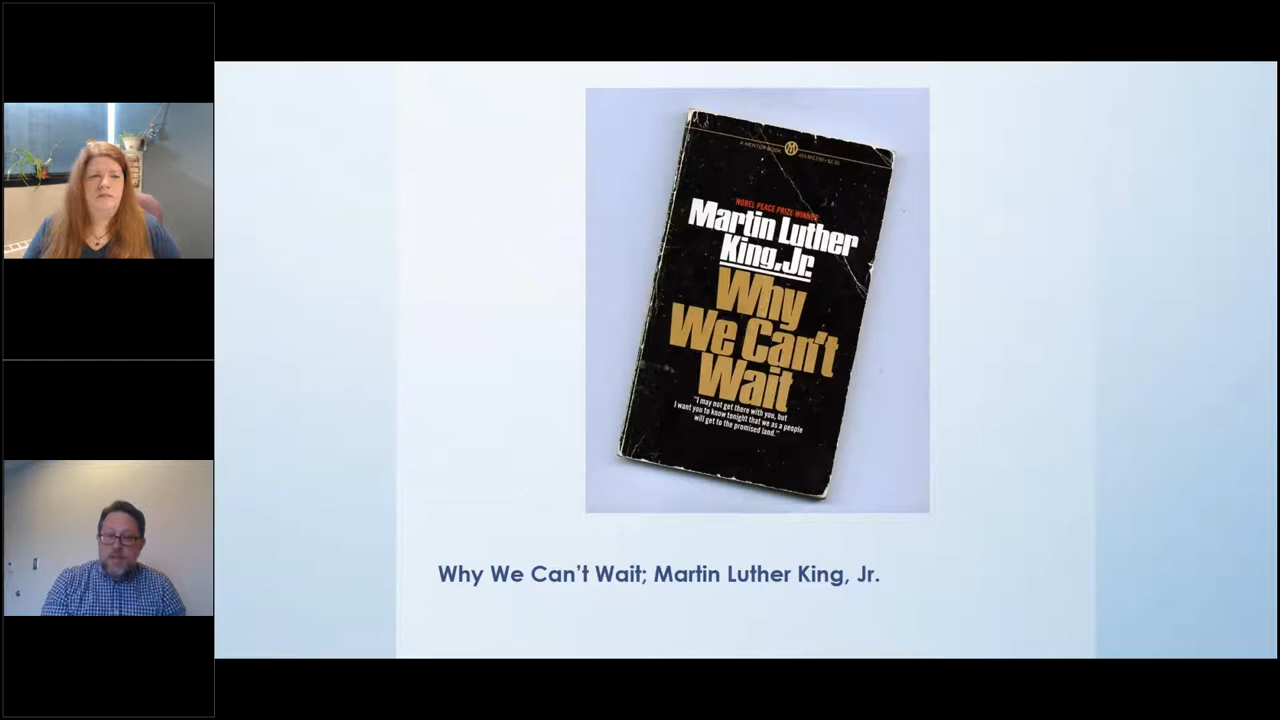 A MENTOR BOOK
NOBEL PEACE PRIZE WINNER
Martin Luther
King, Jr.
Why
We Can't
Wait
"I may not get there with you, but
I want you to know tonight that we as a people
will get to the promised land."
Why We Can’t Wait; Martin Luther King, Jr.